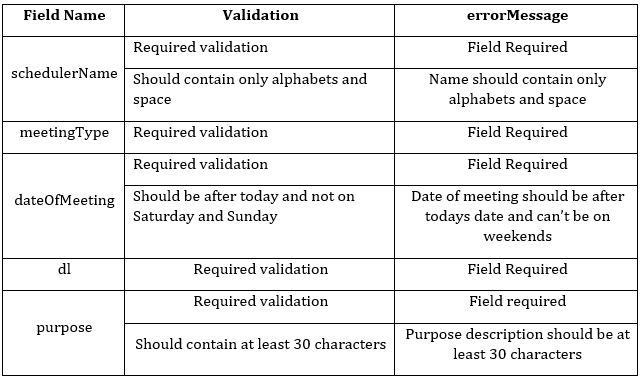 Field Name Validation errorMessage
schedulerName
Required validation Field Required
Should contain only alphabets and
space
Name should contain only
alphabets and space
meetingType Required validation Field Required
dateOfMeeting
Required validation Field Required
Should be after today and not on
Saturday and Sunday
Date of meeting should be after
todays date and can't be on
weekends
dl Required validation Field Required
purpose
Required validation Field required
Should contain at least 30 characters
Purpose description should be at
least 30 characters